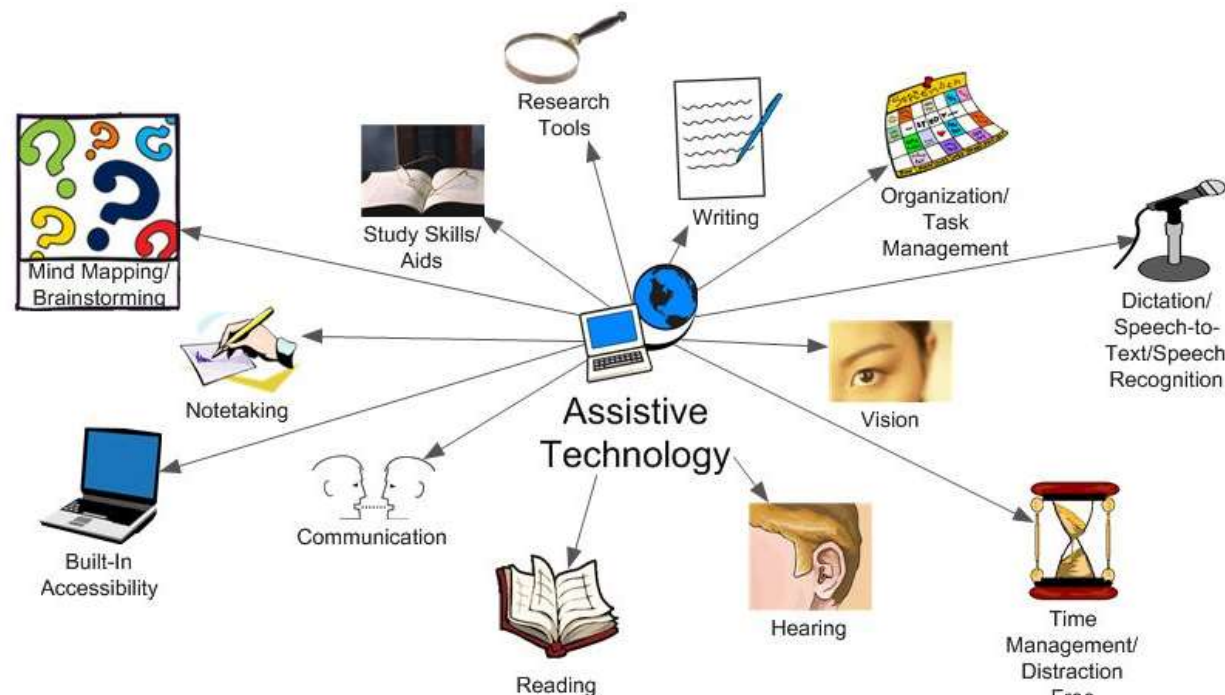 Research
Tools
Writing
Organization/
Task
Management
Study Skills/
Aids
Mind Mapping/
Brainstorming
Dictation/
Speech-to-
Text/Speech
Recognition
Notetaking
Vision
Assistive
Technology
Built-In
Accessibility
Communication
Reading
Hearing
Time
Management/
Distraction
Free